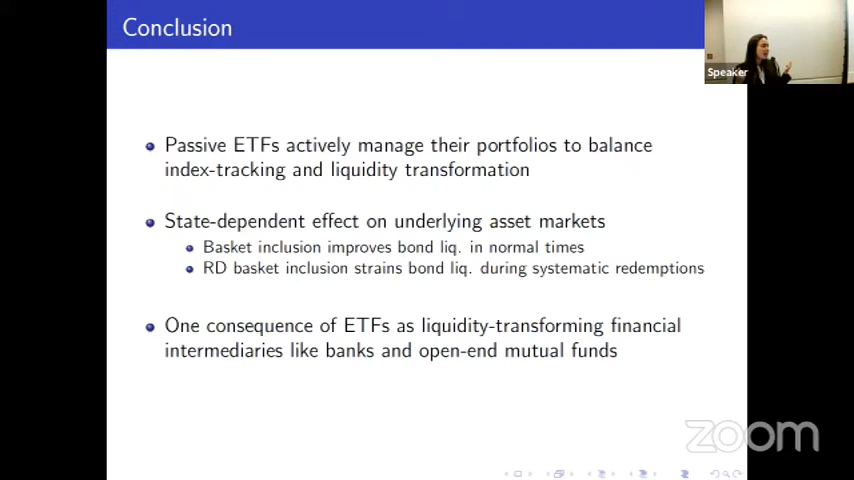 Conclusion
Speaker
Passive ETFs actively manage their portfolios to balance
index-tracking and liquidity transformation
State-dependent effect on underlying asset markets
Basket inclusion improves bond liq. in normal times
RD basket inclusion strains bond liq. during systematic redemptions
One consequence of ETFs as liquidity-transforming financial
intermediaries like banks and open-end mutual funds
zoom